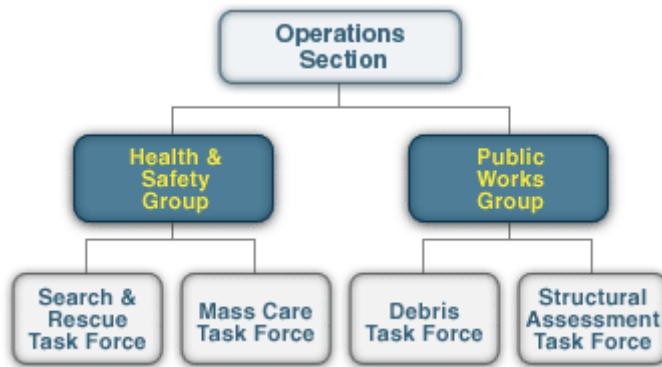 Operations
Section
Health &
Safety
Group
Public
Works
Group
Search &
Rescue
Task Force
Mass Care
Task Force
Debris
Task Force
Structural
Assessment
Task Force